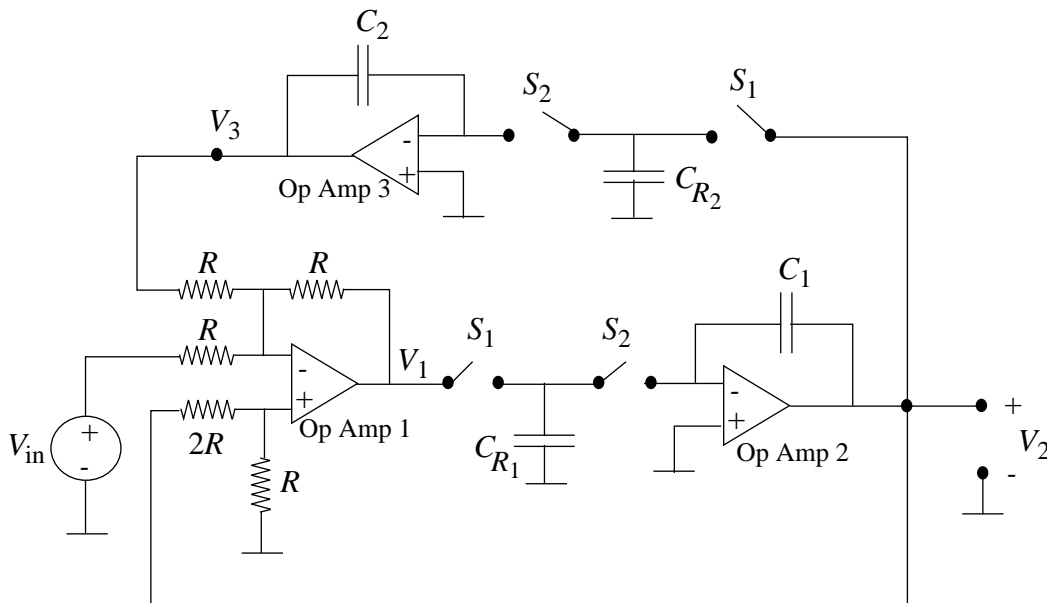 C2
S2
S1
V3
-
+
Op Amp 3
CR2
R
R
C1
R
V1
S1
S2
-
+
Op Amp 1
2R
R
CR1
-
+
Op Amp 2
Vin
+
-
+
V2
-